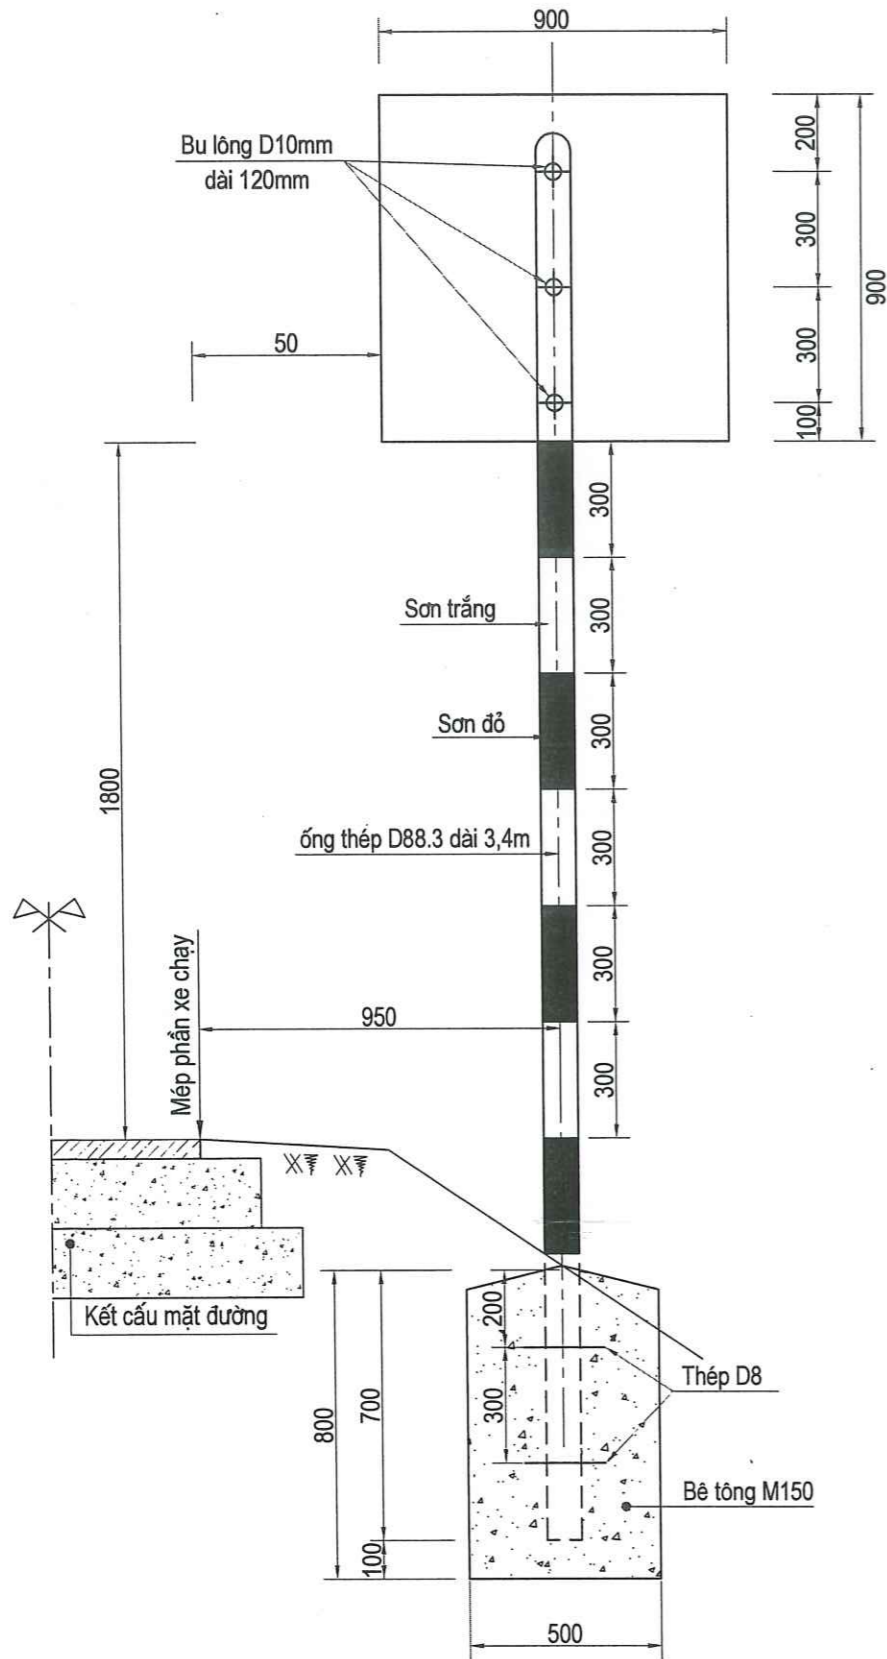 900
Bu lông D10mm
dài 120mm
200
300
300
100
900
50
300
Sơn trắng
300
Sơn đỏ
300
1800
ống thép D88.3 dài 3,4m
300
300
Mép phần xe chạy
950
300
Kết cấu mặt đường
200
Thép D8
300
700
800
Bê tông M150
100
500